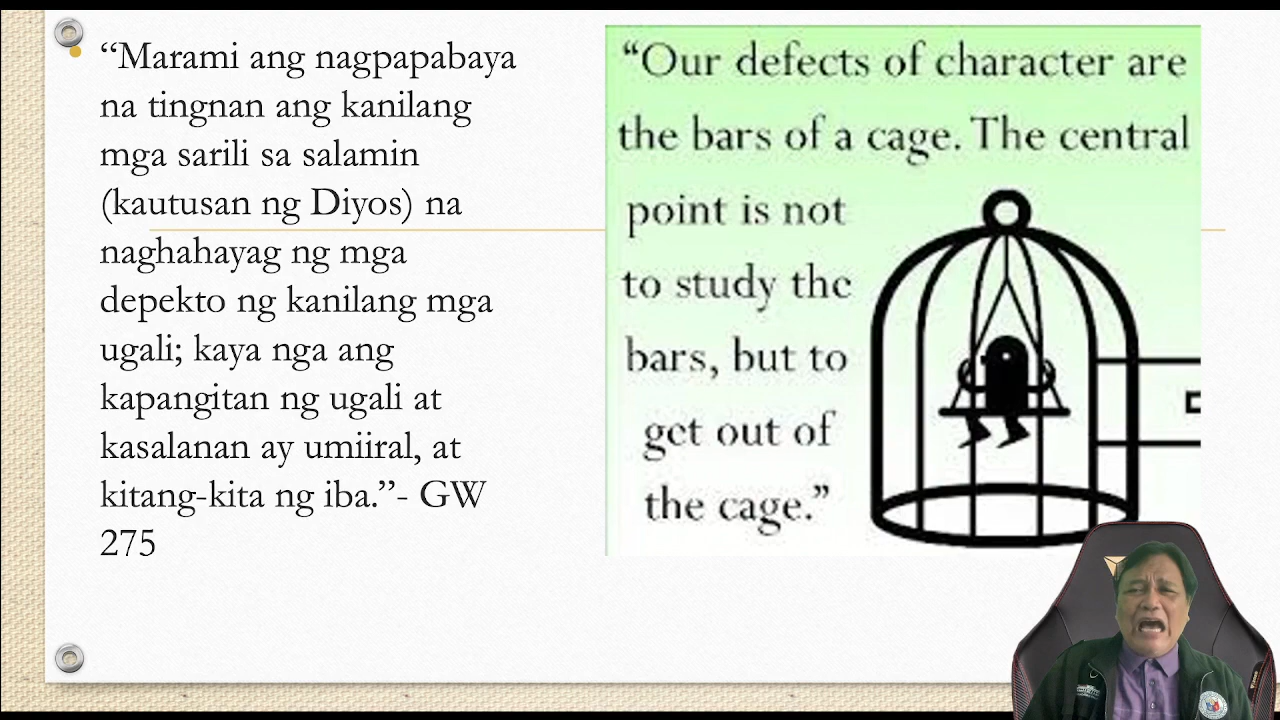 “Marami ang nagpapabaya
na tingnan ang kanilang
mga sarili sa salamin
(kautusan ng Diyos) na
naghahayag ng mga
depekto ng kanilang mga
ugali; kaya nga ang
kapangitan ng ugali at
kasalanan ay umiiral, at
kitang-kita ng iba.”- GW
275
“Our defects of character are
the bars of a cage. The central
point is not
to study the
bars, but to
get out of
the cage.”